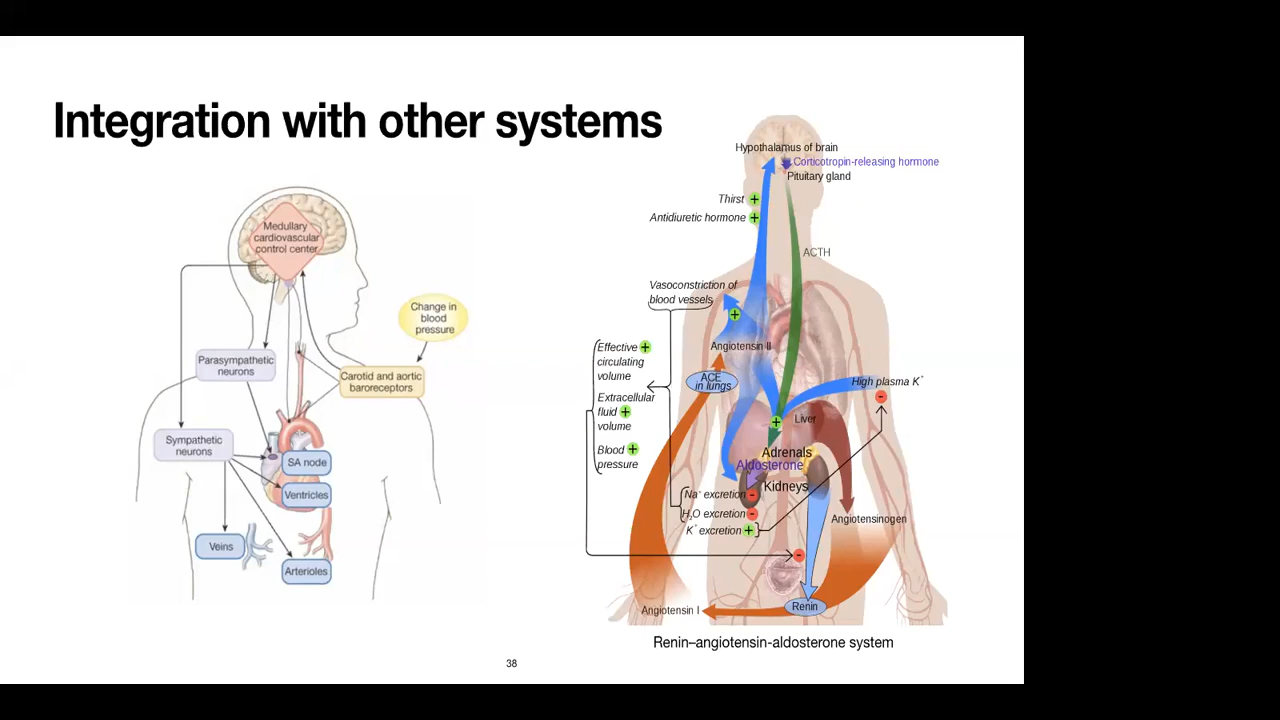 Integration with other systems
Medullary
cardiovascular
control center
Change in
blood
pressure
Parasympathetic
neurons
Carotid and aortic
baroreceptors
Sympathetic
neurons
SA node
Ventricles
Veins
Arterioles
Hypothalamus of brain
Corticotropin-releasing hormone
Pituitary gland
Thirst +
Antidiuretic hormone +
ACTH
Vasoconstriction of
blood vessels
+
Angiotensin II
Effective +
circulating
volume
ACE
in lungs
High plasma K+
-
Extracellular
fluid +
volume
+
Liver
Blood +
pressure
Adrenals
Aldosterone
Kidneys
Na+ excretion -
H2O excretion -
K+ excretion +
Angiotensinogen
-
Angiotensin I
Renin
Renin–angiotensin-aldosterone system
38